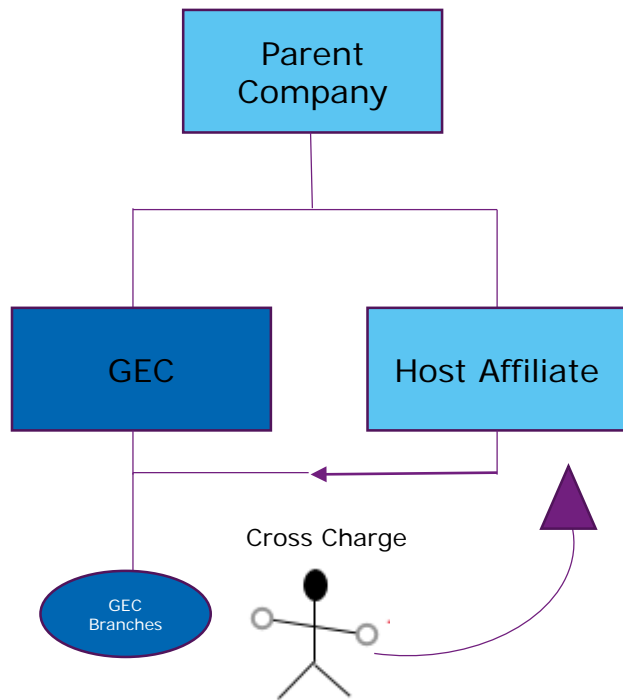 Parent
Company
GEC
Host Affiliate
Cross Charge
GEC
Branches